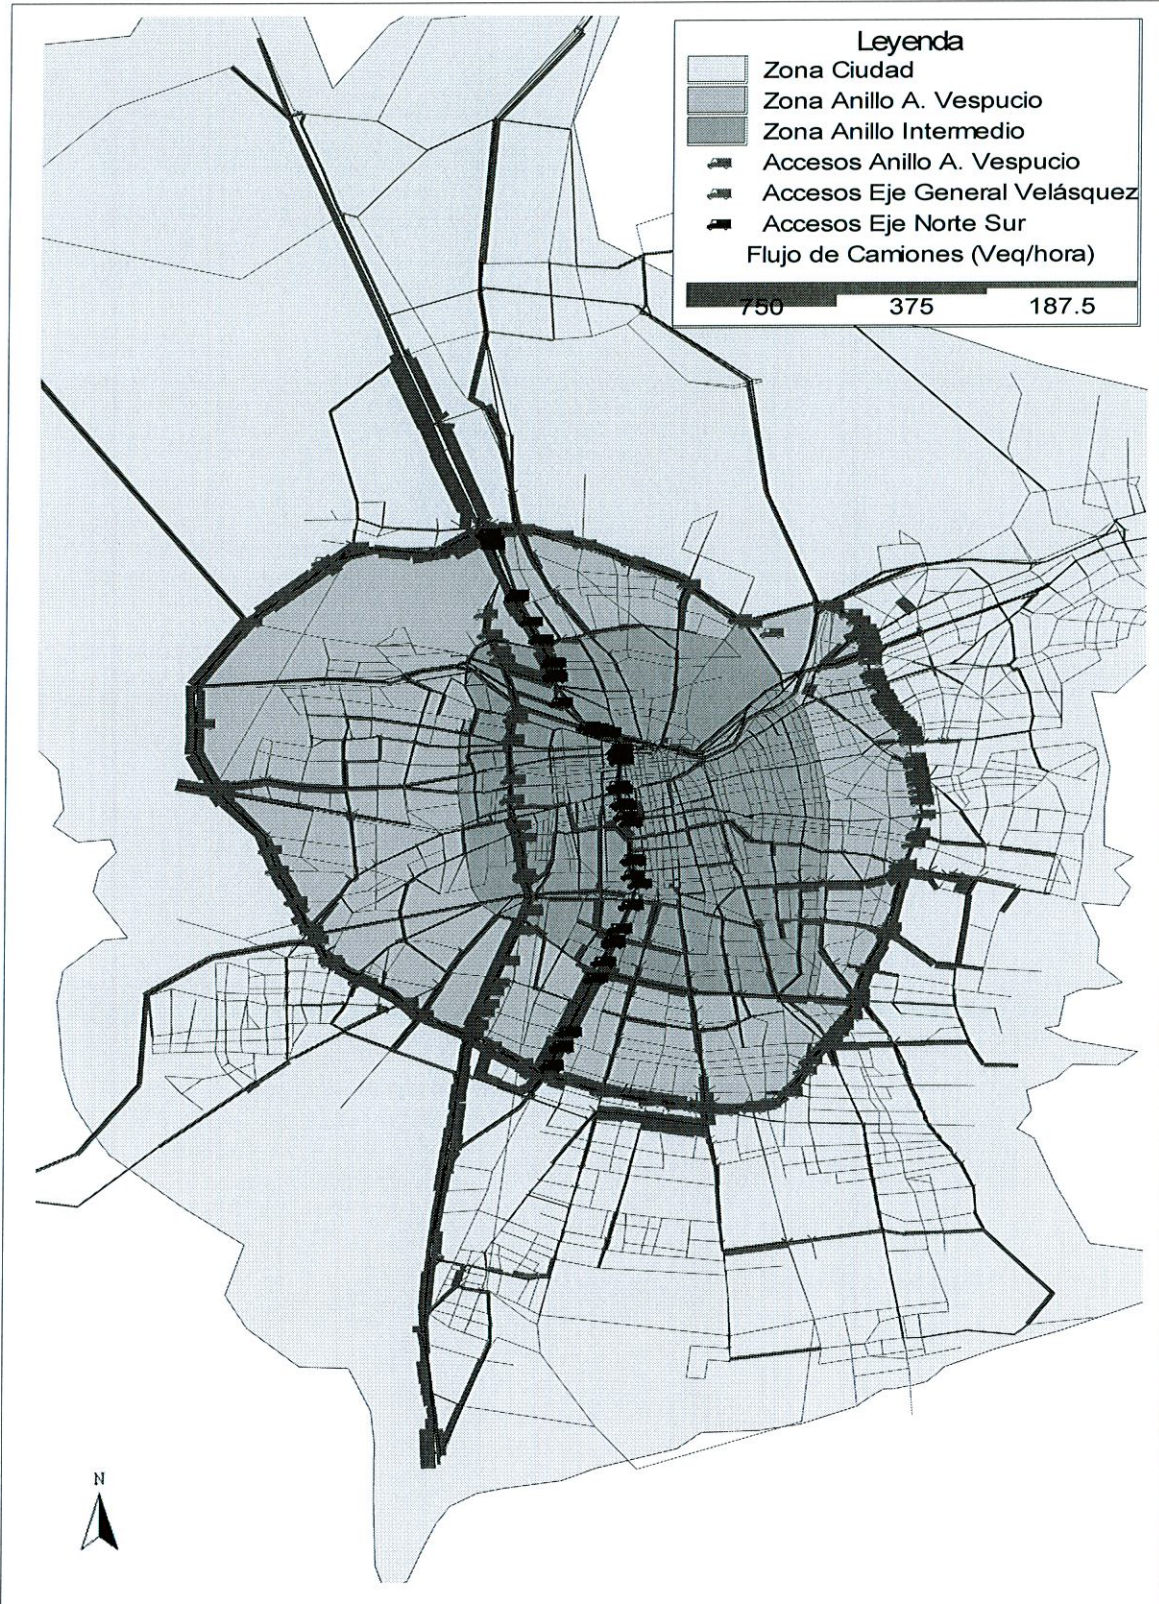 Leyenda
Zona Ciudad
Zona Anillo A. Vespucio
Zona Anillo Intermedio
Accesos Anillo A. Vespucio
Accesos Eje General Velásquez
Accesos Eje Norte Sur
Flujo de Camiones (Veq/hora)
750 375 187.5
N